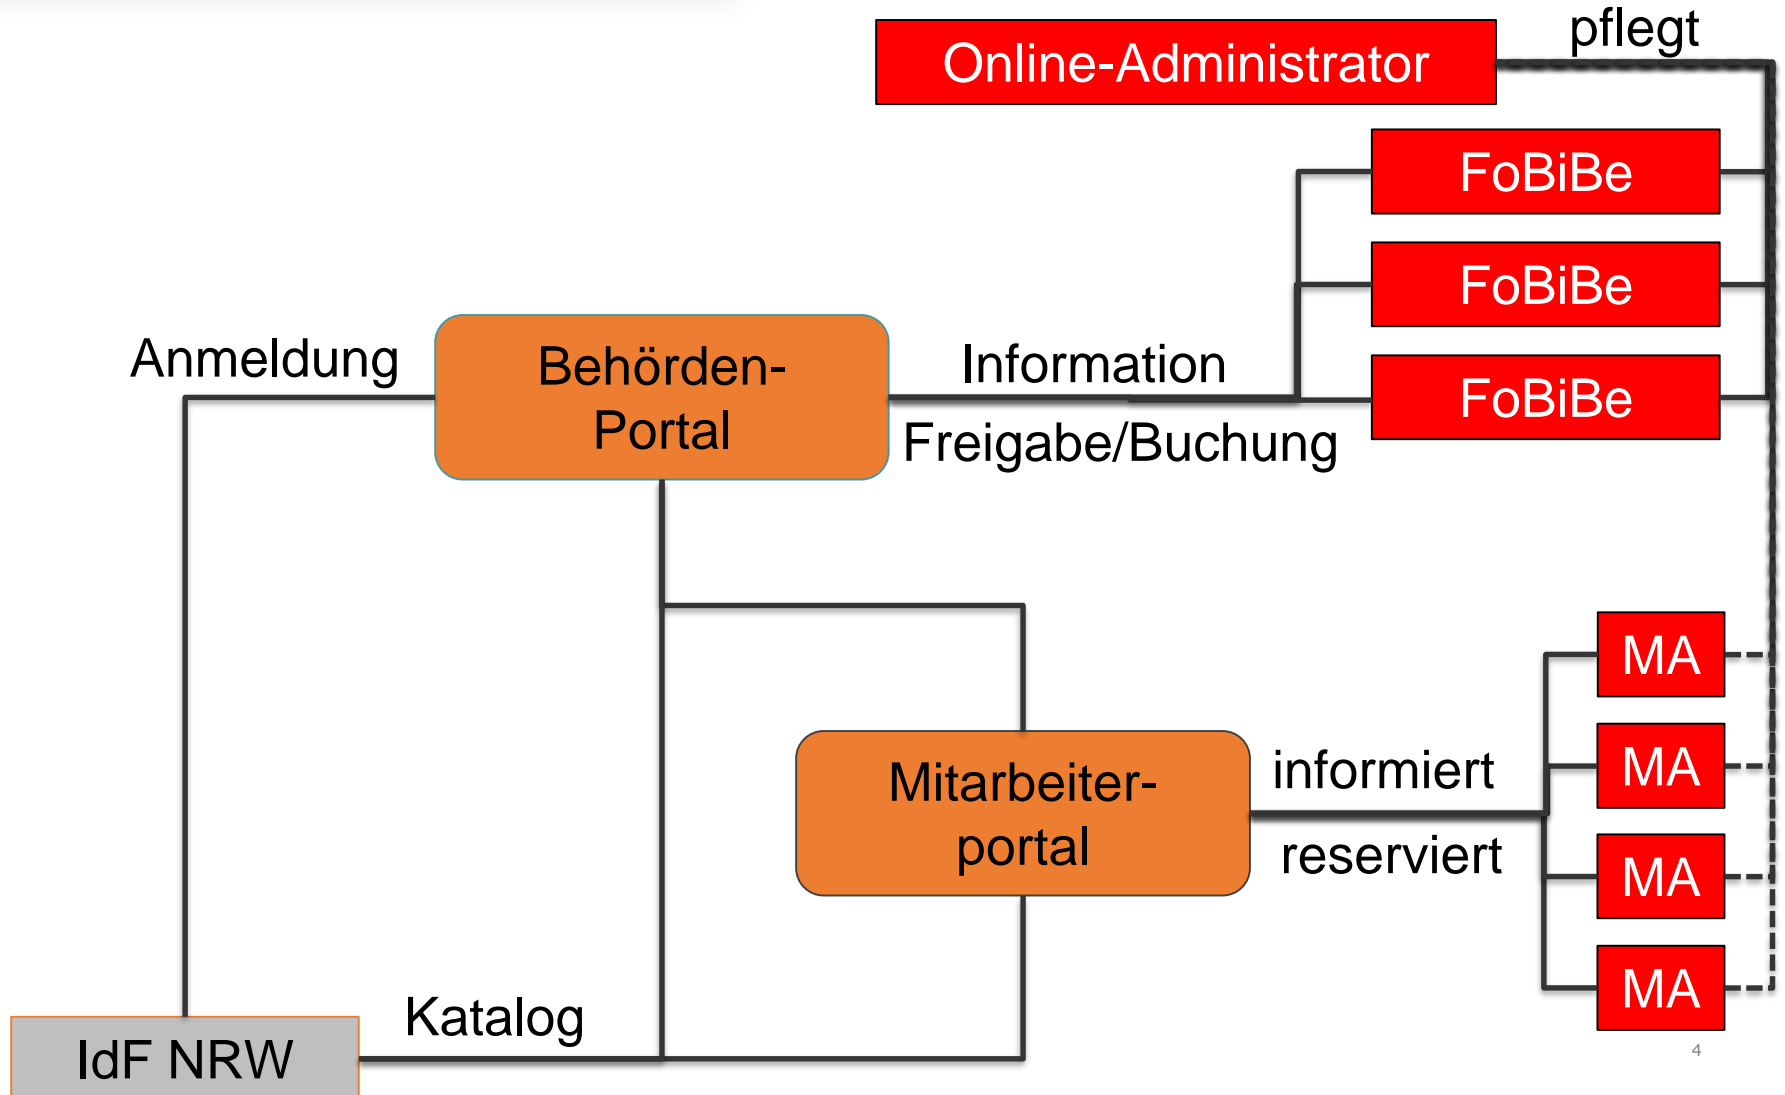 pflegt
Online-Administrator
FoBiBe
FoBiBe
Anmeldung
Behörden-
Portal
Information
Freigabe/Buchung
FoBiBe
MA
Mitarbeiter-
portal
informiert
reserviert
MA
MA
MA
Katalog
IdF NRW
4